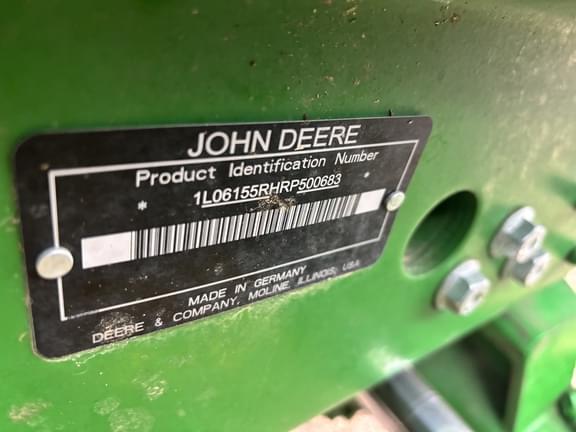 JOHN DEERE
Product Identification Number
* 1L06155RHRP500683 *
MADE IN GERMANY
DEERE & COMPANY, MOLINE, ILLINOIS, USA